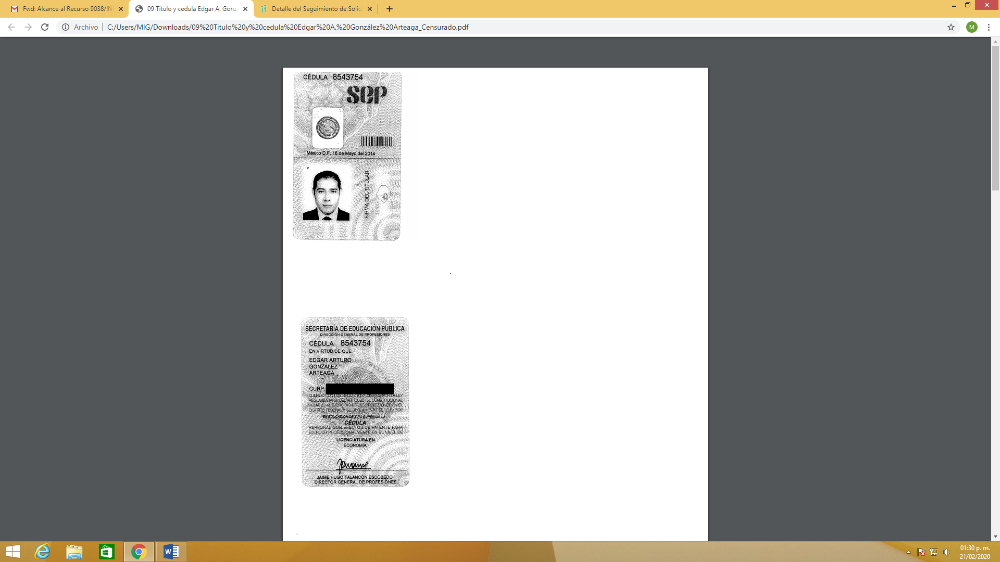 Fwd: Alcance al Recurso 9038/IN
09 Titulo y cedula Edgar A. Gonz
Detalle del Seguimiento de Solici
Archivo
C:/Users/MIG/Downloads/09%20Titulo%20y%20cedula%20Edgar%20A.%20González%20Arteaga_Censurado.pdf
M
CÉDULA 8543754
SEP
México D.F. 16 de Mayo del 2014
FIRMA DEL TITULAR
SECRETARÍA DE EDUCACIÓN PÚBLICA
DIRECCIÓN GENERAL DE PROFESIONES
CÉDULA 8543754
EN VIRTUD DE QUE
EDGAR ARTURO
GONZALEZ
ARTEAGA
CURP:
CUMPLIO CON LOS REQUISITOS EXIGIDOS POR LA LEY
REGLAMENTARIA DEL ARTICULO 5o. CONSTITUCIONAL
RELATIVO AL EJERCICIO DE LAS PROFESIONES EN EL
DISTRITO FEDERAL Y SU REGLAMENTO SE LE EXPIDE
EN EDUCACIÓN DE TIPO SUPERIOR LA
CÉDULA
PERSONAL CON EFECTOS DE PATENTE PARA
EJERCER PROFESIONALMENTE EN EL NIVEL DE
LICENCIATURA EN
ECONOMÍA
JAIME HUGO TALANCÓN ESCOBEDO
DIRECTOR GENERAL DE PROFESIONES
01:30 p. m.
21/02/2020